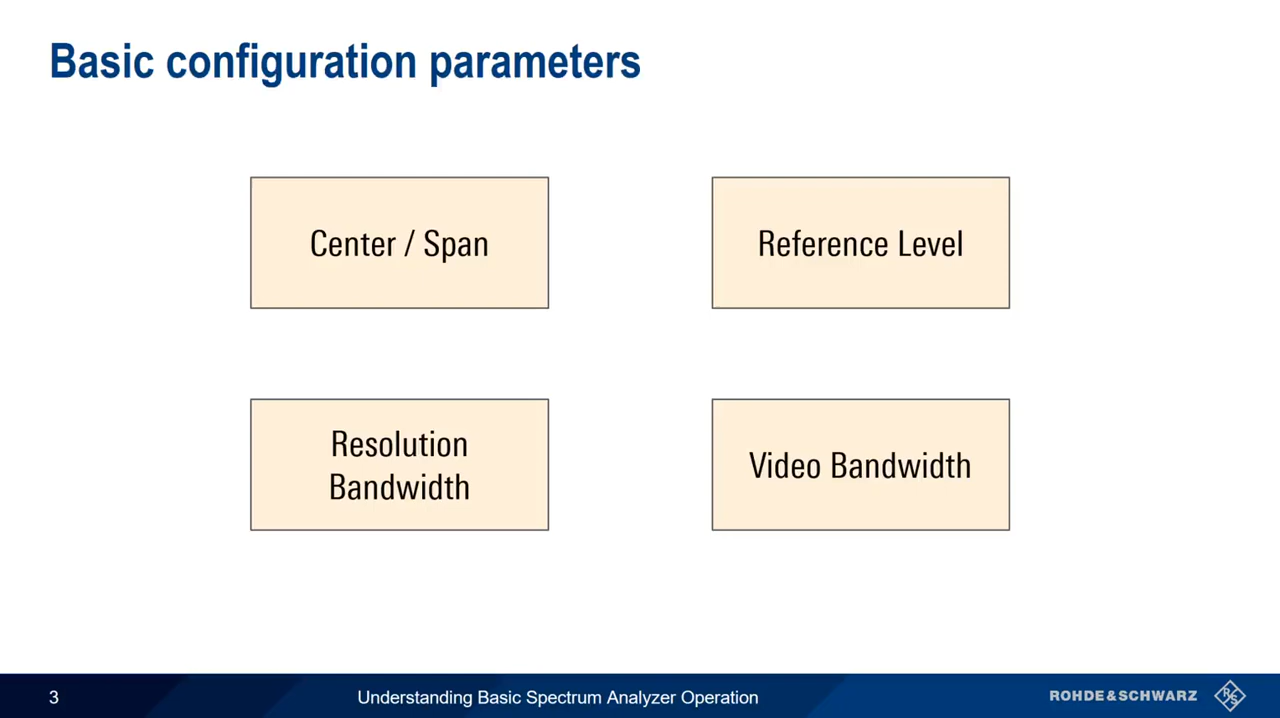 Basic configuration parameters
Center / Span
Reference Level
Resolution
Bandwidth
Video Bandwidth
3
Understanding Basic Spectrum Analyzer Operation
ROHDE&SCHWARZ
R
S